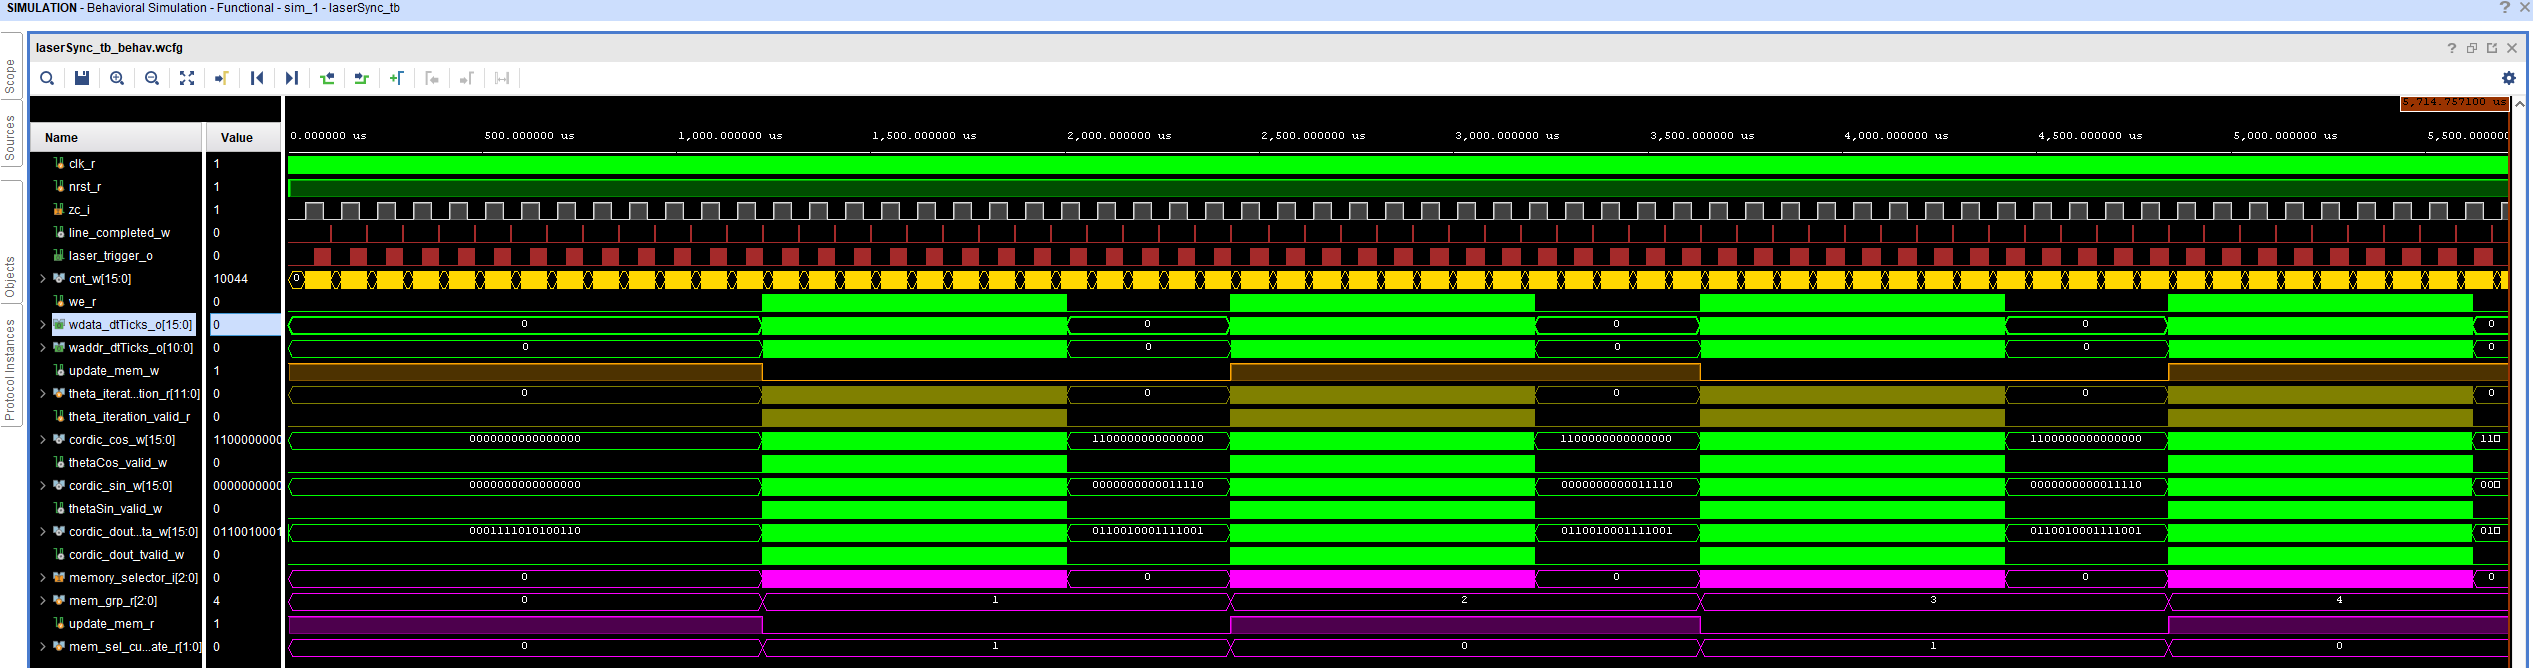 SIMULATION - Behavioral Simulation - Functional - sim_1 - laserSync_tb
? ×
Scope
Sources
Objects
Protocol Instances
laserSync_tb_behav.wcfg
5,714.757100 us
Name Value
0.000000 us 500.000000 us 1,000.000000 us 1,500.000000 us 2,000.000000 us 2,500.000000 us 3,000.000000 us 3,500.000000 us 4,000.000000 us 4,500.000000 us 5,000.000000 us 5,500.000000
clk_r 1
nrst_r 1
zc_i 1
line_completed_w 0
laser_trigger_o 0
cnt_w[15:0] 10044 0
we_r 0
wdata_dtTicks_o[15:0] 0 0 0 0 0 0
waddr_dtTicks_o[10:0] 0 0 0 0 0 0
update_mem_w 1
theta_iterat...tion_r[11:0] 0 0 0 0 0 0
theta_iteration_valid_r 0
cordic_cos_w[15:0] 1100000000 0000000000000000 1100000000000000 1100000000000000 1100000000000000 11□
thetaCos_valid_w 0
cordic_sin_w[15:0] 0000000000 0000000000000000 0000000000011110 0000000000011110 0000000000011110 00□
thetaSin_valid_w 0
cordic_dout...ta_w[15:0] 0110010001 0001111010100110 0110010001111001 0110010001111001 0110010001111001 01□
cordic_dout_tvalid_w 0
memory_selector_i[2:0] 0 0 0 0 0 0
mem_grp_r[2:0] 4 0 1 2 3 4
update_mem_r 1
mem_sel_cu...ate_r[1:0] 0 0 1 0 1 0